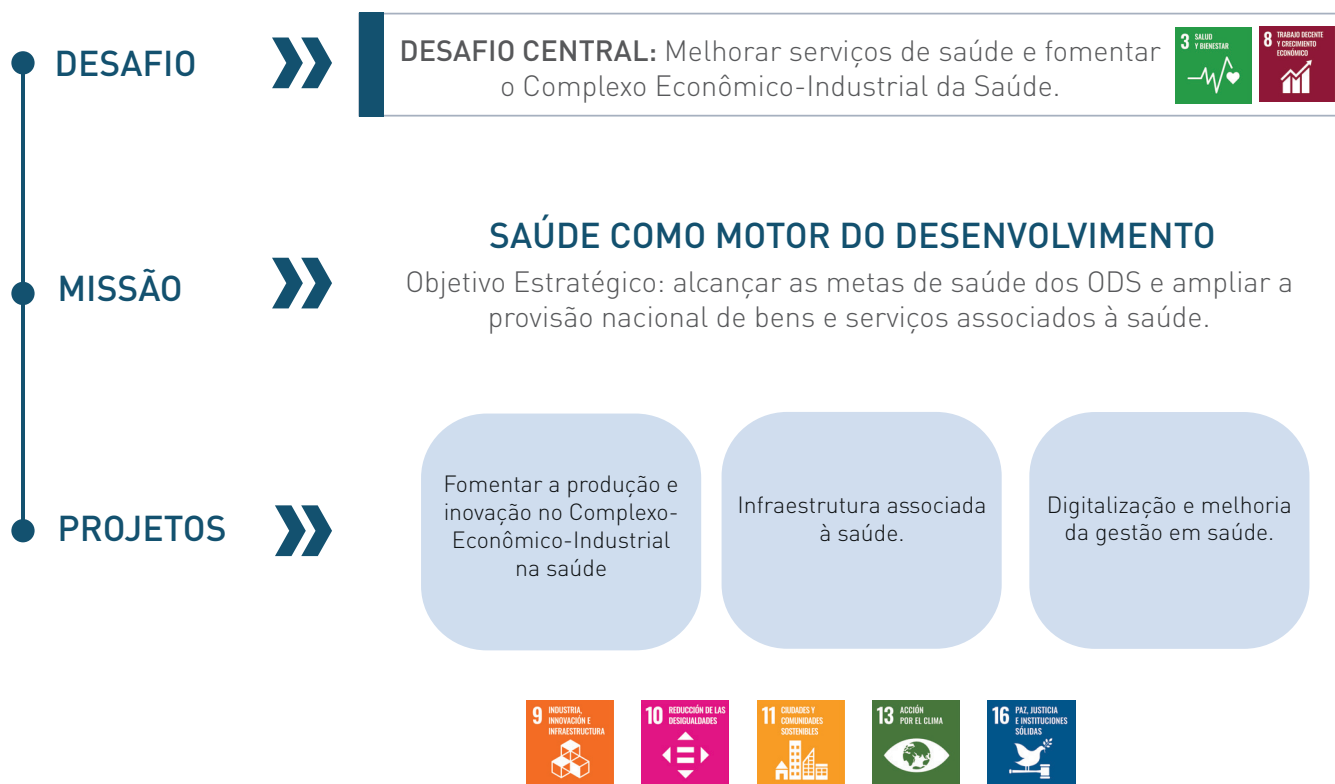 DESAFIO
DESAFIO CENTRAL: Melhorar serviços de saúde e fomentar
o Complexo Econômico-Industrial da Saúde.
3 SALUD
Y BIENESTAR
8 TRABAJO DECENTE
Y CRECIMIENTO
ECONÓMICO
MISSÃO
SAÚDE COMO MOTOR DO DESENVOLVIMENTO
Objetivo Estratégico: alcançar as metas de saúde dos ODS e ampliar a
provisão nacional de bens e serviços associados à saúde.
PROJETOS
Fomentar a produção e
inovação no Complexo-
Econômico-Industrial
na saúde
Infraestrutura associada
à saúde.
Digitalização e melhoria
da gestão em saúde.
9 INDUSTRIA,
INNOVACIÓN E
INFRAESTRUCTURA
10 REDUCCIÓN DE LAS
DESIGUALDADES
11 CIUDADES Y
COMUNIDADES
SOSTENIBLES
13 ACCIÓN
POR EL CLIMA
16 PAZ, JUSTICIA
E INSTITUCIONES
SÓLIDAS